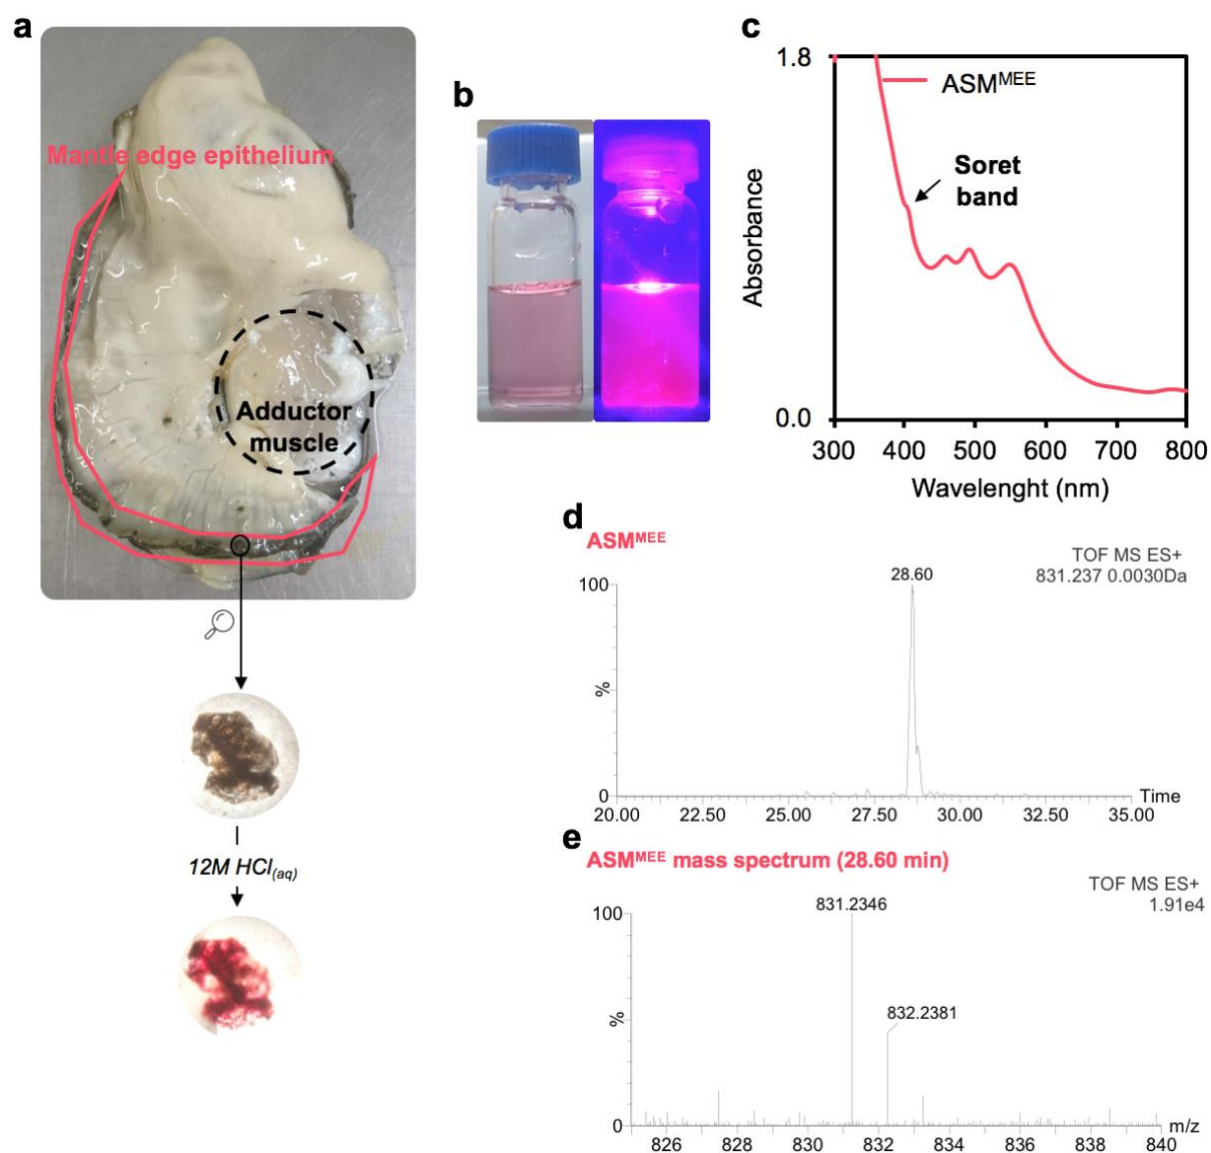 a
Mantle edge epithelium
Adductor
muscle
12M HCl(aq)
b
c
1.8
ASMMEE
Soret
band
Absorbance
0.0
300 400 500 600 700 800
Wavelenght (nm)
d
ASMMEE
TOF MS ES+
831.237 0.0030Da
28.60
100
%
0
20.00 22.50 25.00 27.50 30.00 32.50 35.00
Time
e
ASMMEE mass spectrum (28.60 min)
TOF MS ES+
1.91e4
831.2346
100
832.2381
%
0
m/z
826 828 830 832 834 836 838 840